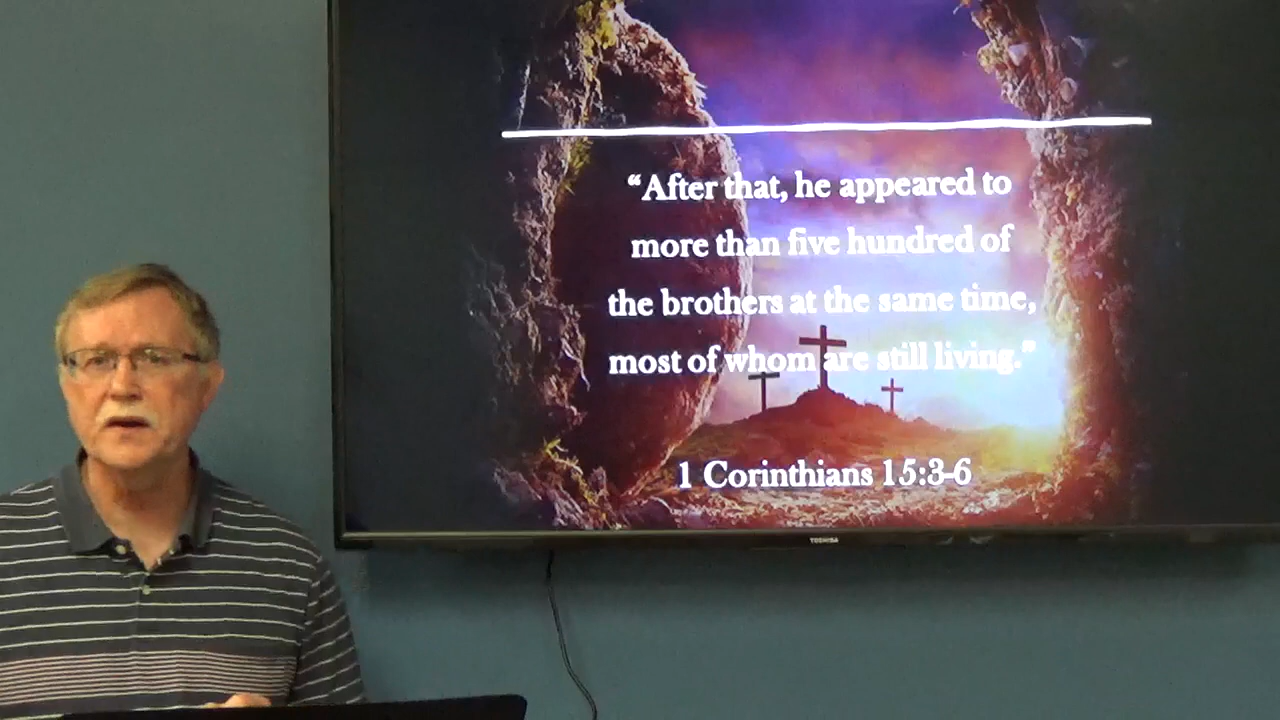 “After that, he appeared to
more than five hundred of
the brothers at the same time,
most of whom are still living.”
1 Corinthians 15:3-6
TOSHIBA